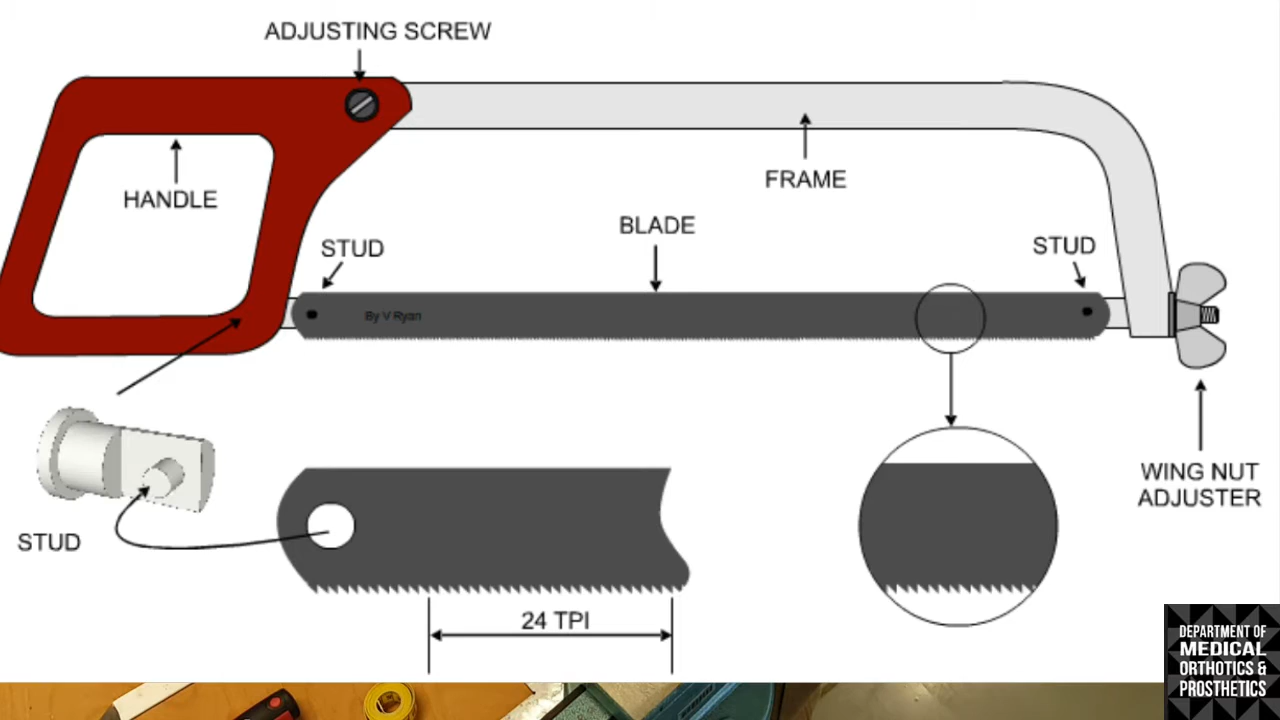 ADJUSTING SCREW
HANDLE
FRAME
BLADE
STUD
STUD
By V Ryan
WING NUT
ADJUSTER
STUD
24 TPI
DEPARTMENT OF
MEDICAL
ORTHOTICS &
PROSTHETICS